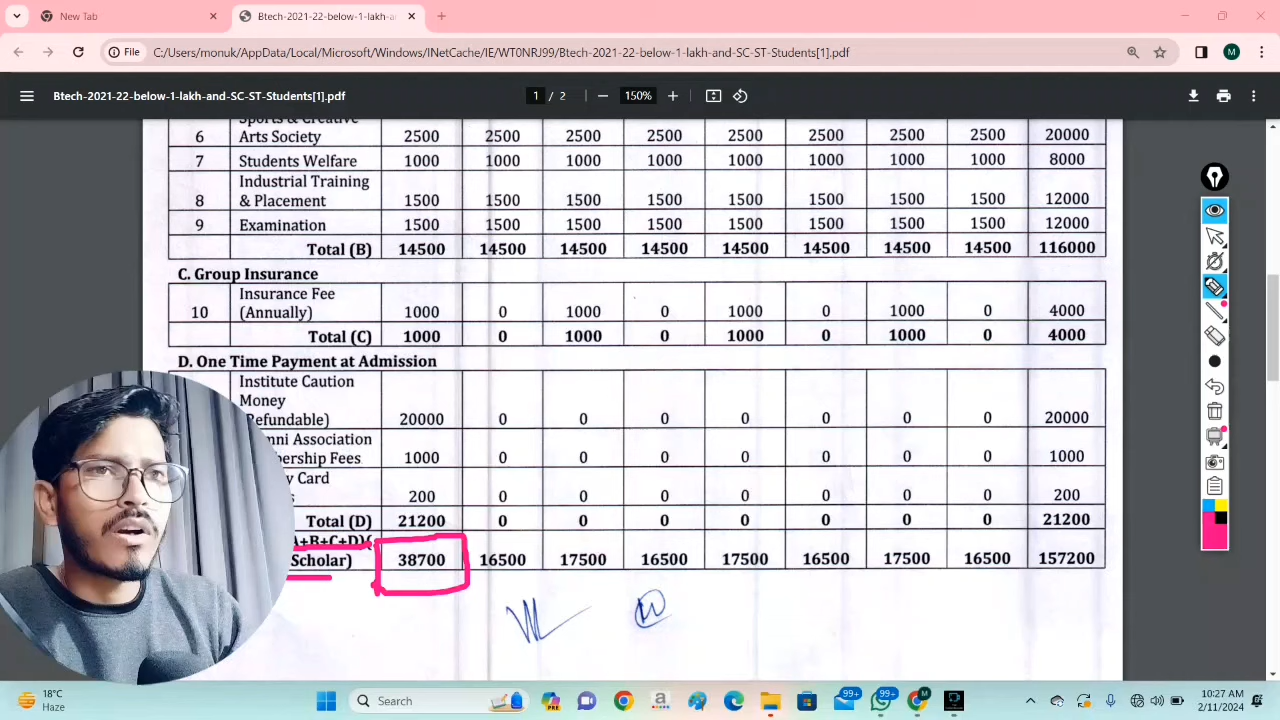 New Tab
Btech-2021-22-below-1-lakh-and-
File C:/Users/monuk/AppData/Local/Microsoft/Windows/INetCache/IE/WT0NRJ99/Btech-2021-22-below-1-lakh-and-SC-ST-Students[1].pdf
M
Btech-2021-22-below-1-lakh-and-SC-ST-Students[1].pdf
1 / 2
150%
Sports & Creative
6 Arts Society 2500 2500 2500 2500 2500 2500 2500 2500 20000
7 Students Welfare 1000 1000 1000 1000 1000 1000 1000 1000 8000
Industrial Training
8 & Placement 1500 1500 1500 1500 1500 1500 1500 1500 12000
9 Examination 1500 1500 1500 1500 1500 1500 1500 1500 12000
Total (B) 14500 14500 14500 14500 14500 14500 14500 14500 116000
C. Group Insurance
Insurance Fee
10 (Annually) 1000 0 1000 0 1000 0 1000 0 4000
Total (C) 1000 0 1000 0 1000 0 1000 0 4000
D. One Time Payment at Admission
Institute Caution
Money
Refundable) 20000 0 0 0 0 0 0 0 20000
Association
Fees 1000 0 0 0 0 0 0 0 1000
Card
200 0 0 0 0 0 0 0 200
Total (D) 21200 0 0 0 0 0 0 0 21200
A+B+C+D)(
Scholar) 38700 16500 17500 16500 17500 16500 17500 16500 157200
18°C
Haze
Search
99+
99+
M
10:27 AM
2/11/2024